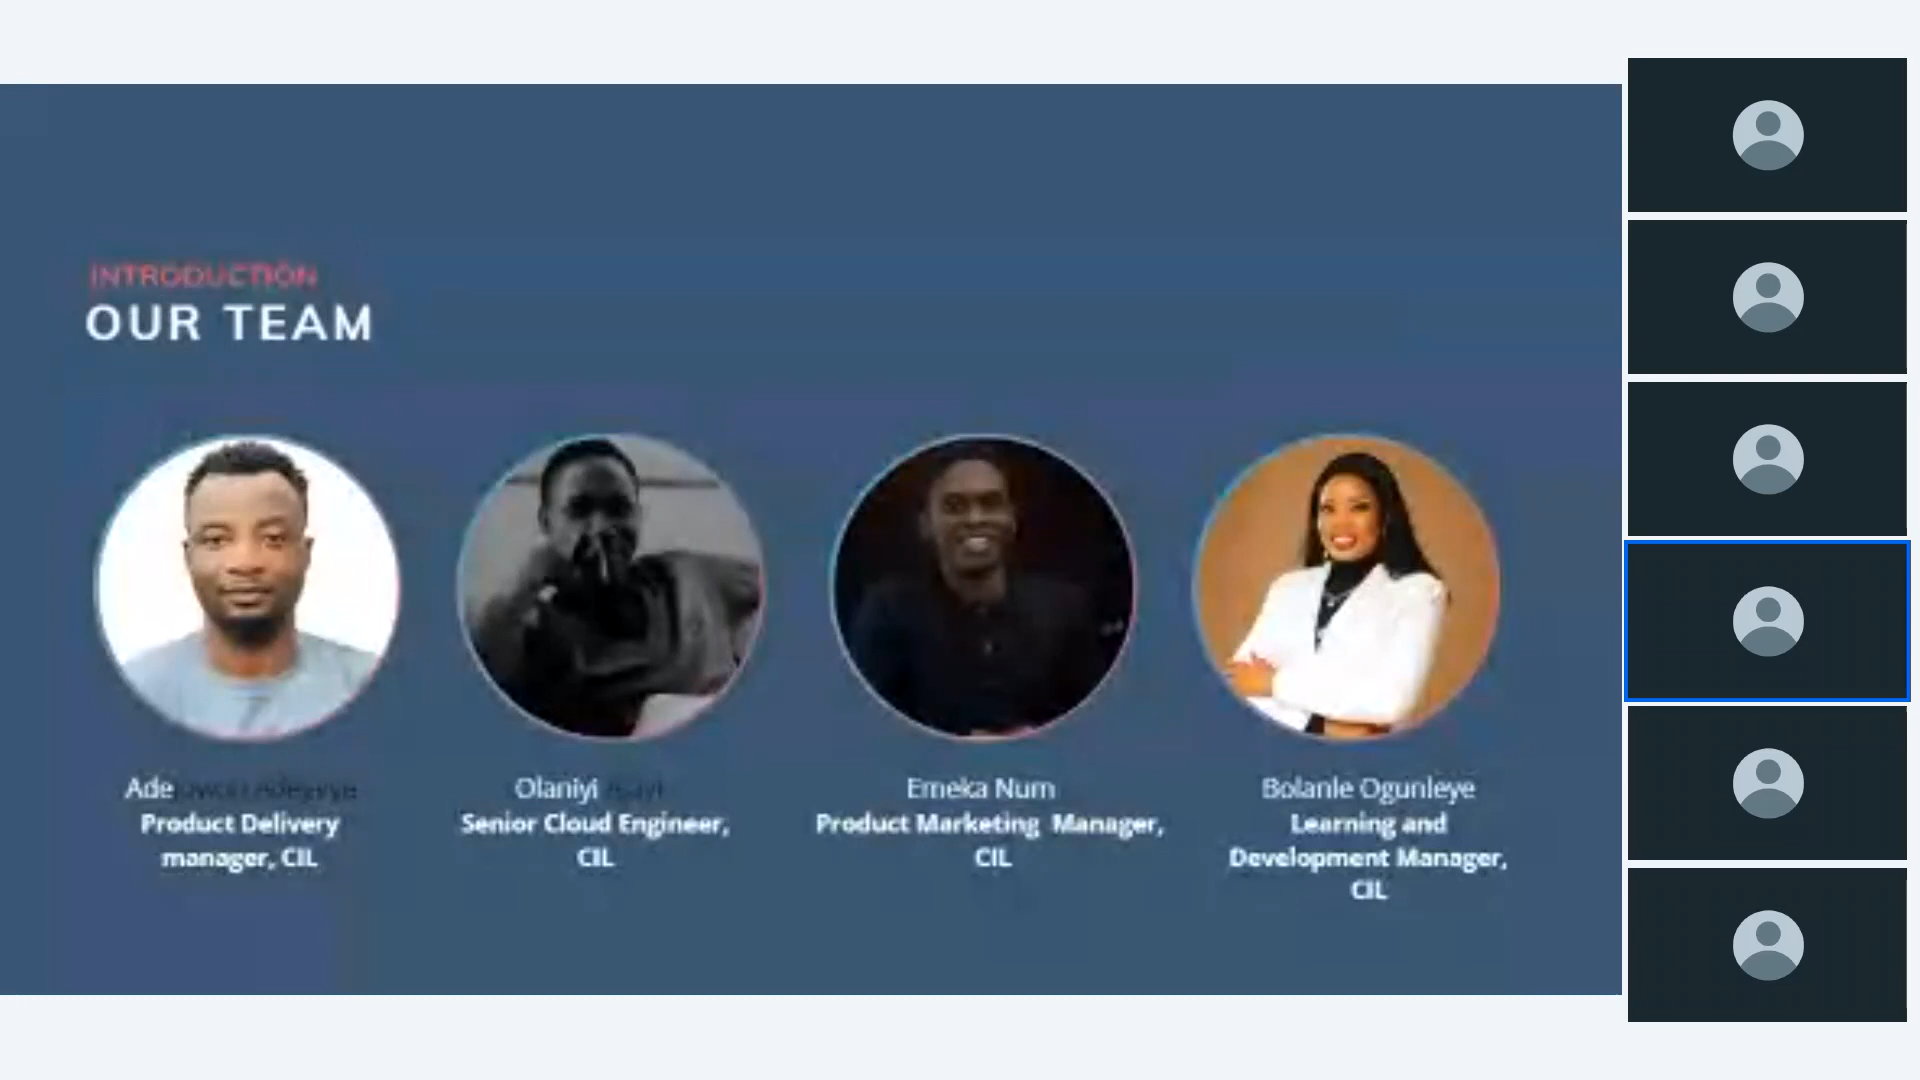 INTRODUCTION
OUR TEAM
Ade
Product Delivery
manager, CIL
Olaniyi
Senior Cloud Engineer,
CIL
Emeka Num
Product Marketing Manager,
CIL
Bolanle Ogunleye
Learning and
Development Manager,
CIL